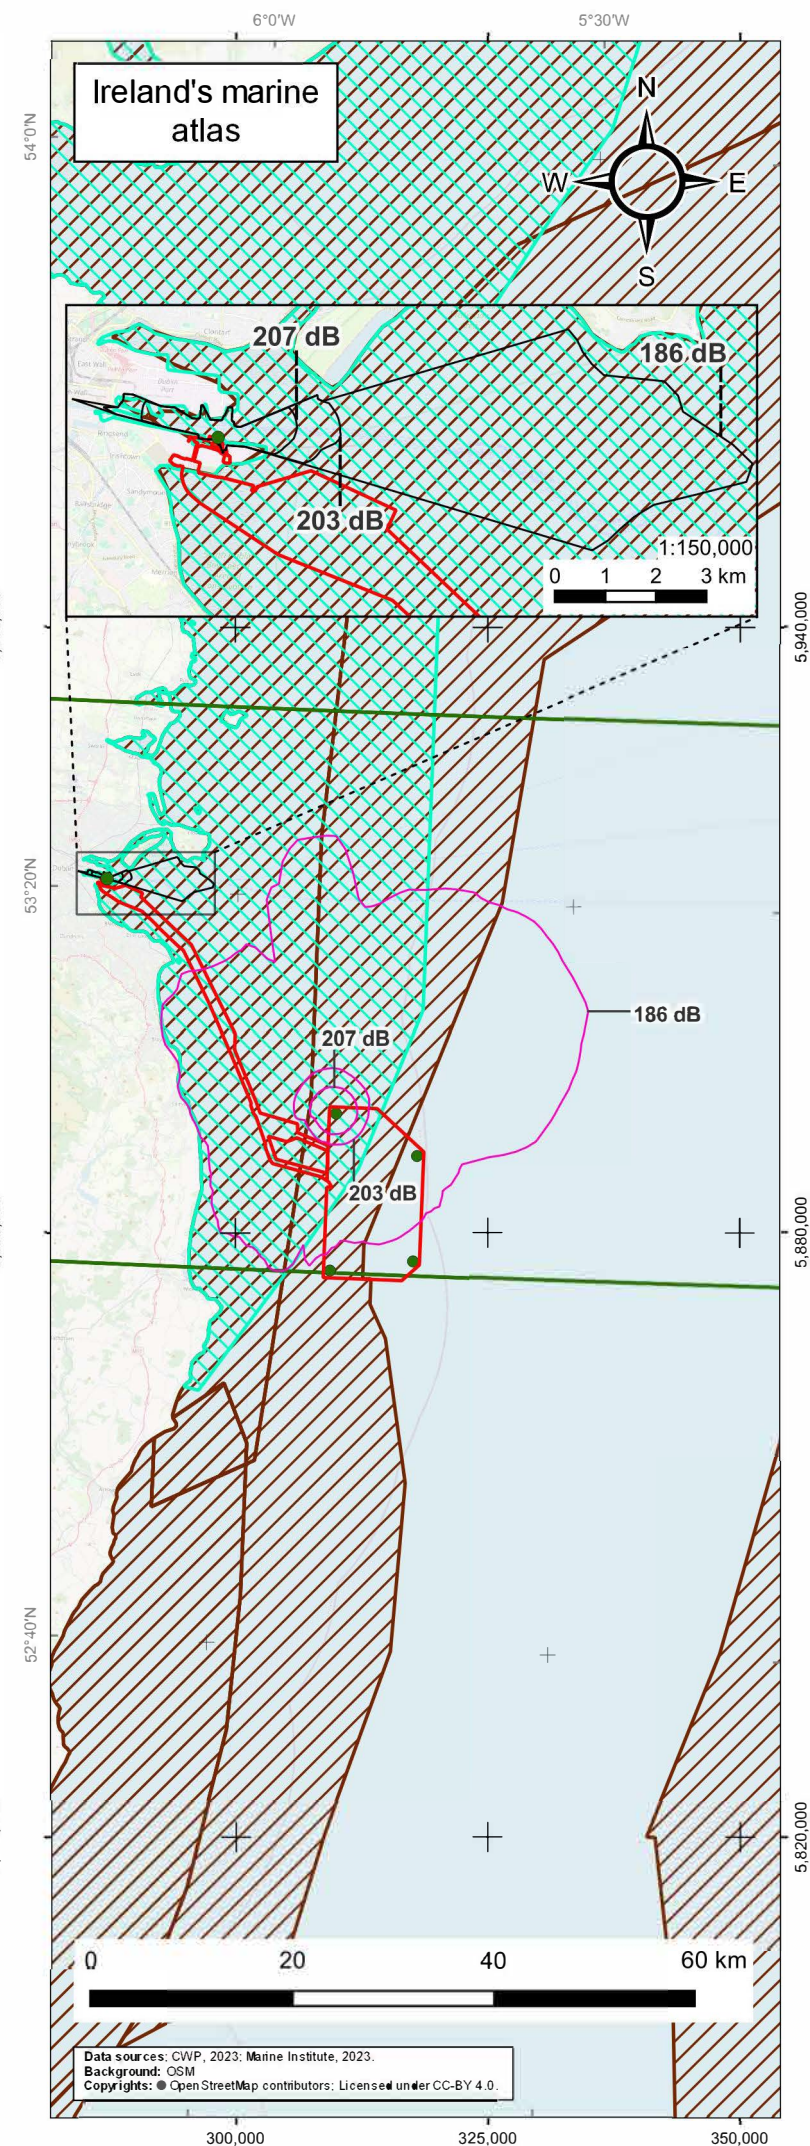 6°0'W 5°30'W
54°0'N
Ireland's marine
atlas
N
W E
S
207 dB
186 dB
203 dB
1:150,000
0 1 2 3 km
5,940,000
53°20'N
186 dB
207 dB
203 dB
5,880,000
52°40'N
5,820,000
0 20 40 60 km
Data sources: CWP, 2023; Marine Institute, 2023.
Background: OSM
Copyrights: OpenStreetMap contributors; Licensed under CC-BY 4.0.
300,000 325,000 350,000